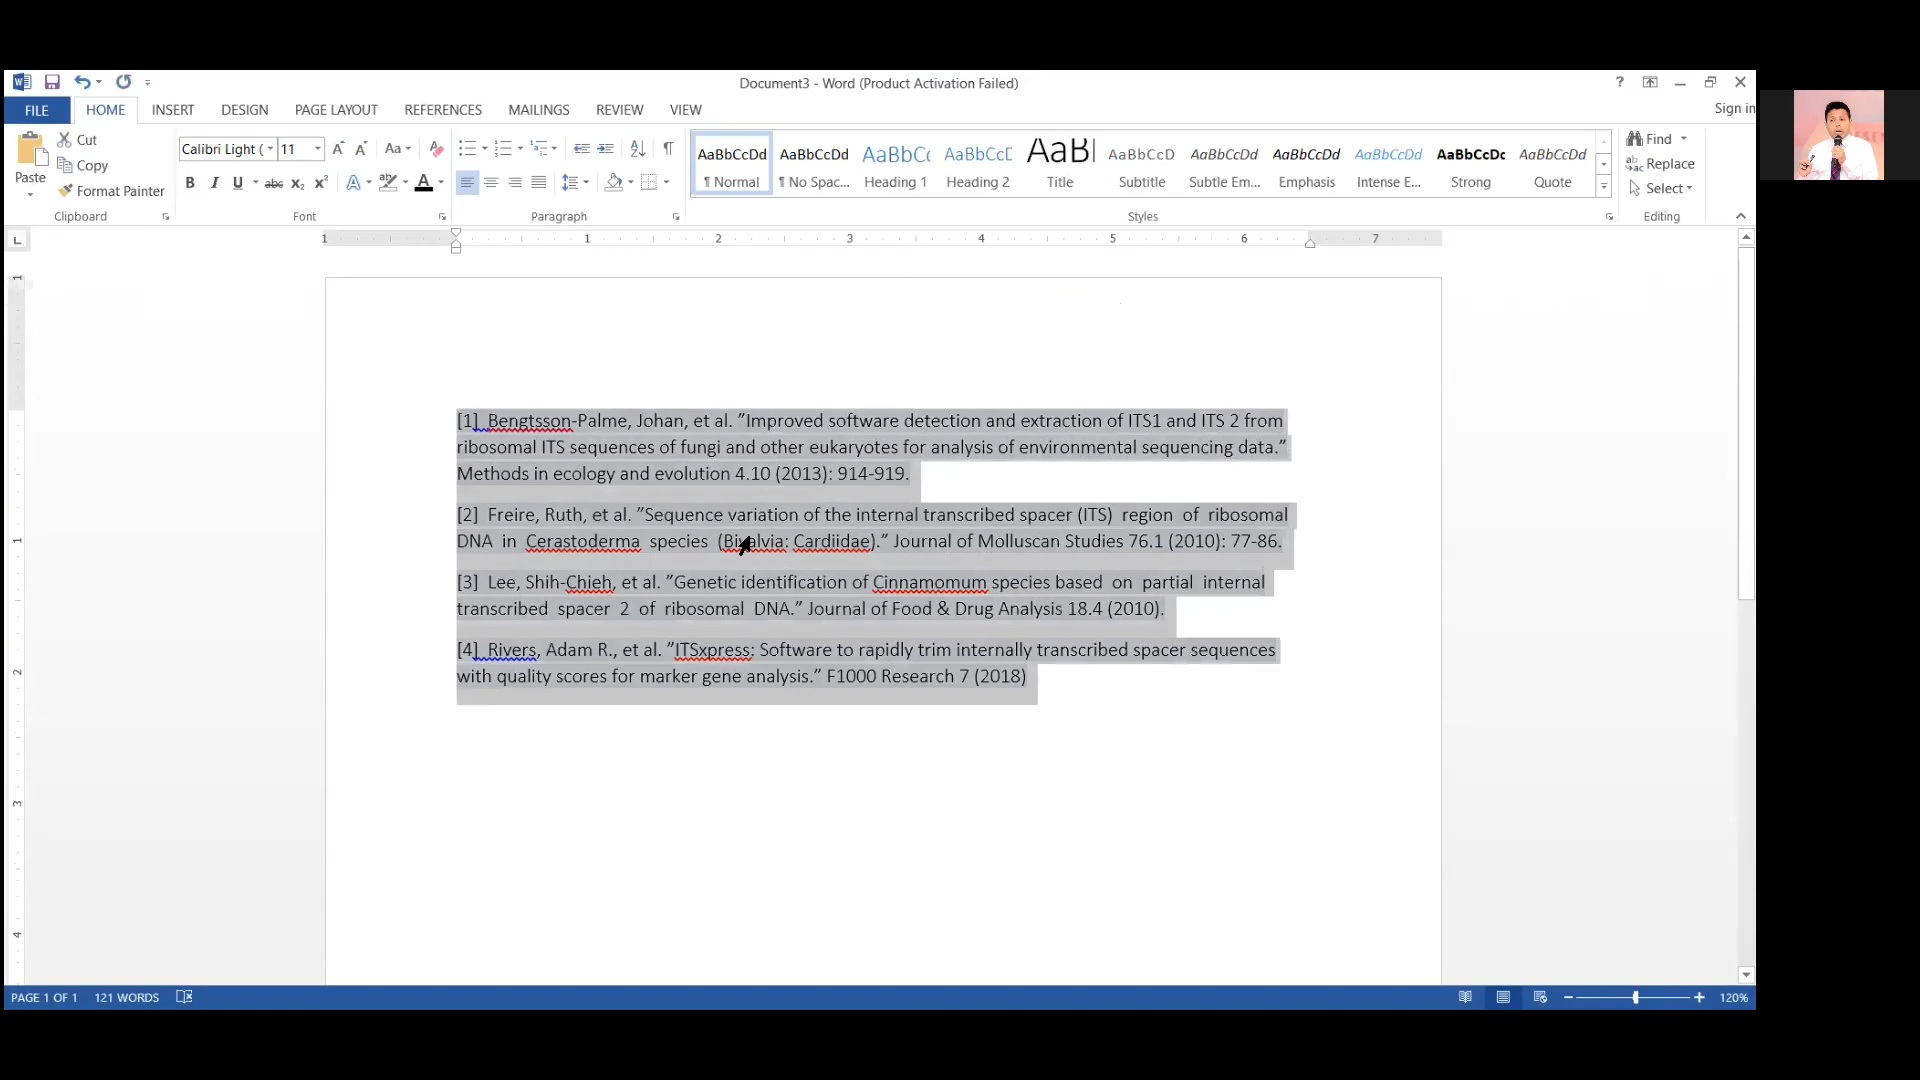 Document3 - Word (Product Activation Failed)
Sign in
FILE HOME INSERT DESIGN PAGE LAYOUT REFERENCES MAILINGS REVIEW VIEW
Paste
Cut
Copy
Format Painter
Clipboard
Calibri Light ( 11
Font
Paragraph
AaBbCcDd AaBbCcDd AaBbCc AaBbCcD AaBl AaBbCcD AaBbCcDd AaBbCcDd AaBbCcDd AaBbCcDc AaBbCcDd
¶ Normal ¶ No Spac... Heading 1 Heading 2 Title Subtitle Subtle Em... Emphasis Intense E... Strong Quote
Styles
Find
Replace
Select
Editing
1 1 2 3 4 5 6 7
[1] Bengtsson-Palme, Johan, et al. ”Improved software detection and extraction of ITS1 and ITS 2 from
ribosomal ITS sequences of fungi and other eukaryotes for analysis of environmental sequencing data.”
Methods in ecology and evolution 4.10 (2013): 914-919.
[2] Freire, Ruth, et al. ”Sequence variation of the internal transcribed spacer (ITS) region of ribosomal
DNA in Cerastoderma species (Bivalvia: Cardiidae).” Journal of Molluscan Studies 76.1 (2010): 77-86.
[3] Lee, Shih-Chieh, et al. ”Genetic identification of Cinnamomum species based on partial internal
transcribed spacer 2 of ribosomal DNA.” Journal of Food & Drug Analysis 18.4 (2010).
[4] Rivers, Adam R., et al. ”ITSxpress: Software to rapidly trim internally transcribed spacer sequences
with quality scores for marker gene analysis.” F1000 Research 7 (2018)
PAGE 1 OF 1 121 WORDS 120%